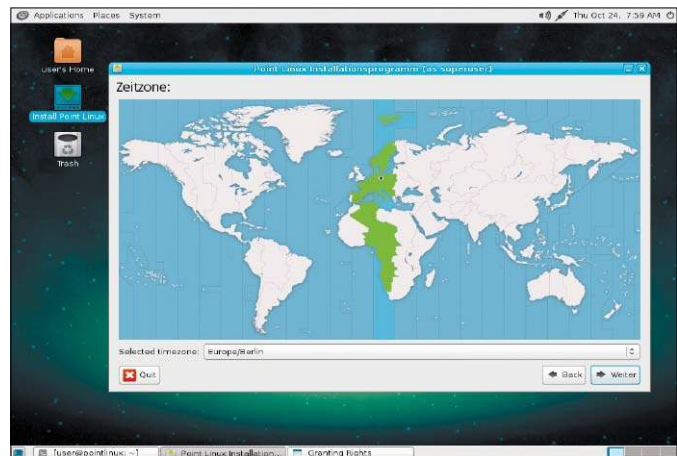 Applications Places System
Thu Oct 24, 7:59 AM
User's Home
Install Point Linux
Trash
Point Linux Installationsprogramm (as superuser)
Zeitzone:
Selected timezone: Europe/Berlin
Quit
Back
Weiter
[user@pointlinux: ~]
Point Linux Installation...
Granting Rights